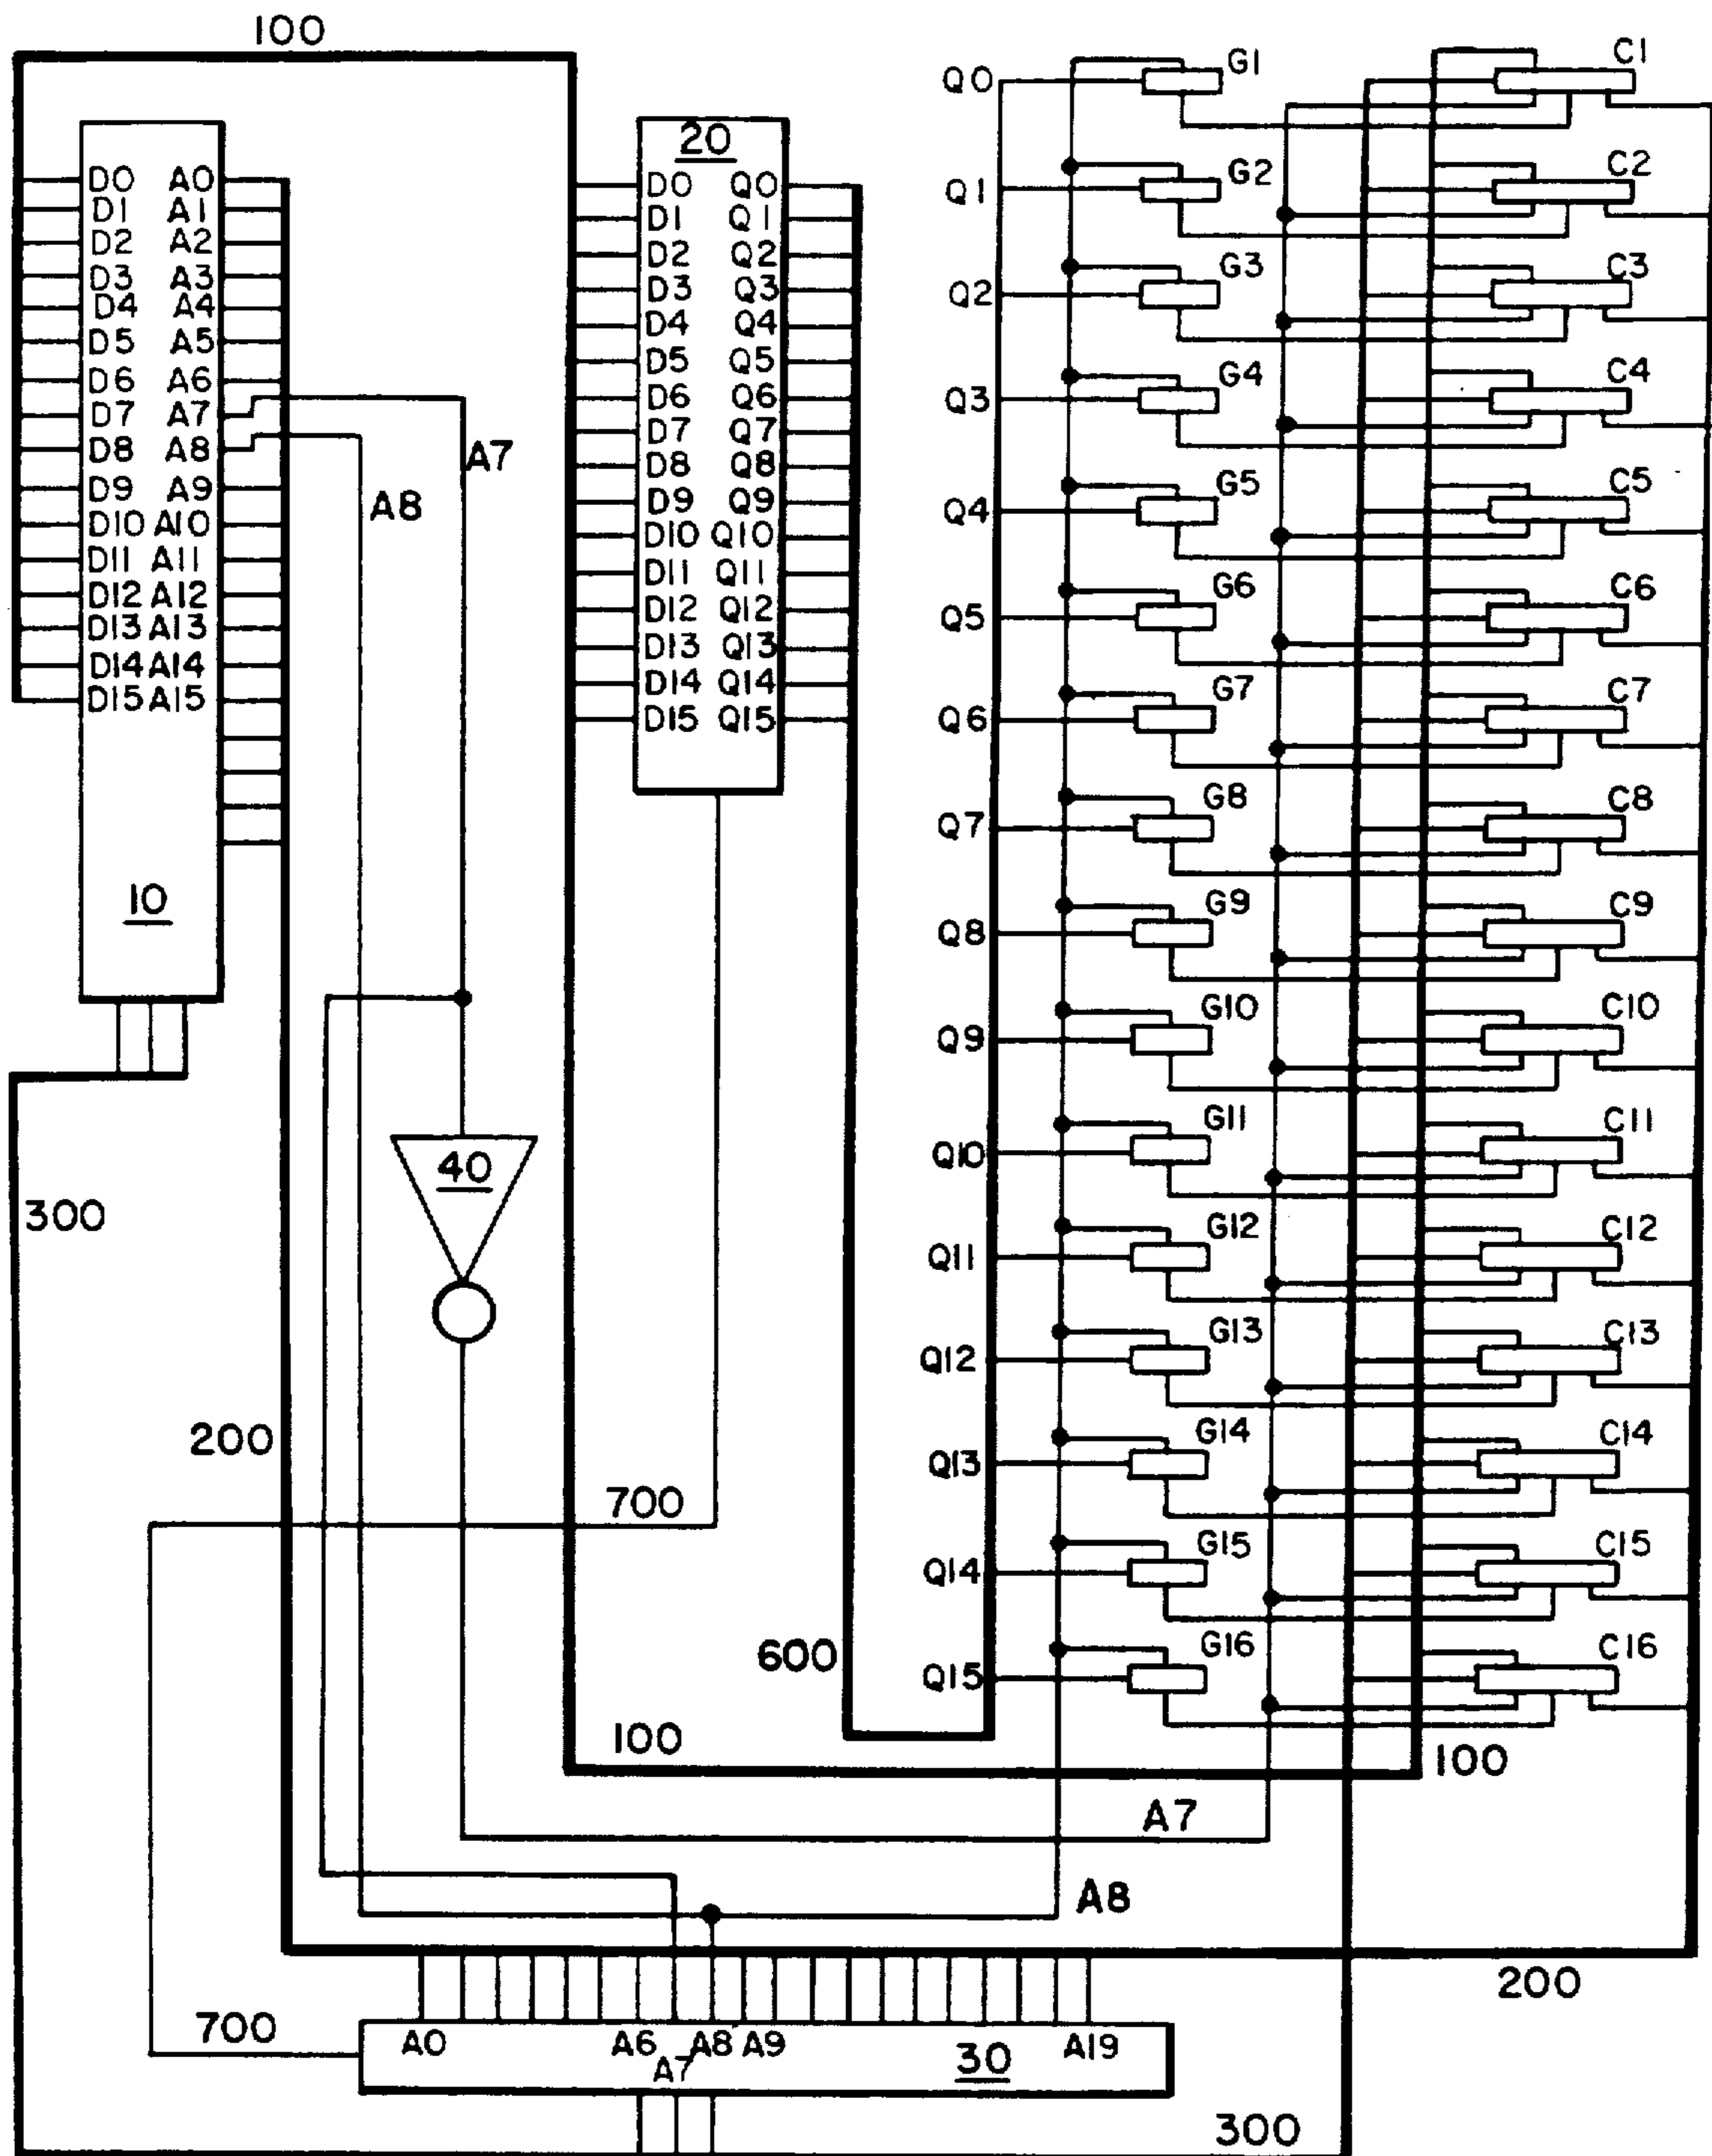 100
D0 A0
D1 A1
D2 A2
D3 A3
D4 A4
D5 A5
D6 A6
D7 A7
D8 A8
D9 A9
D10 A10
D11 A11
D12 A12
D13 A13
D14 A14
D15 A15
10
A7
A8
20
D0 Q0
D1 Q1
D2 Q2
D3 Q3
D4 Q4
D5 Q5
D6 Q6
D7 Q7
D8 Q8
D9 Q9
D10 Q10
D11 Q11
D12 Q12
D13 Q13
D14 Q14
D15 Q15
Q0 G1 C1
Q1 G2 C2
Q2 G3 C3
Q3 G4 C4
Q4 G5 C5
Q5 G6 C6
Q6 G7 C7
Q7 G8 C8
Q8 G9 C9
Q9 G10 C10
Q10 G11 C11
Q11 G12 C12
Q12 G13 C13
Q13 G14 C14
Q14 G15 C15
Q15 G16 C16
40
300
200
700
600
100
100
A7
A8
200
700
A0 A6 A7 A8 A9 30 A19
300